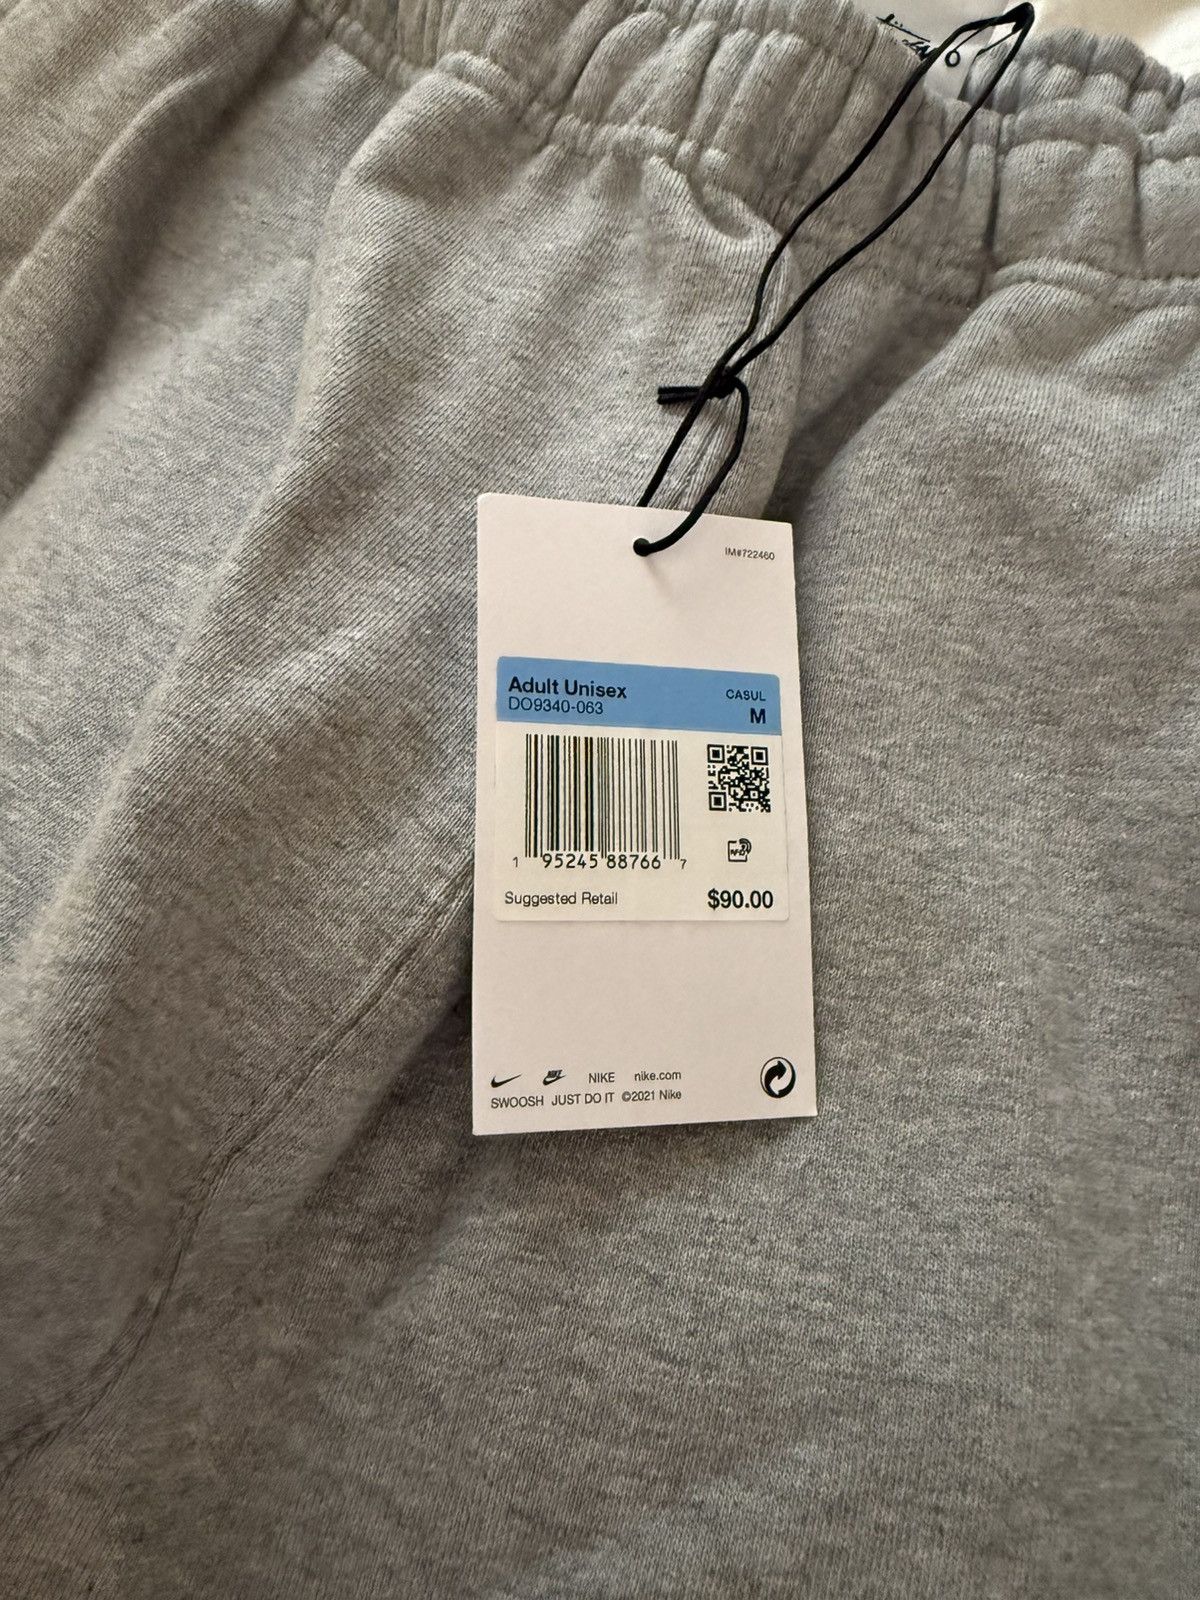 IM#722460
Adult Unisex
CASUL
DO9340-063
M
1 95245 88766 7
Suggested Retail $90.00
NIKE nike.com
SWOOSH JUST DO IT ©2021 Nike